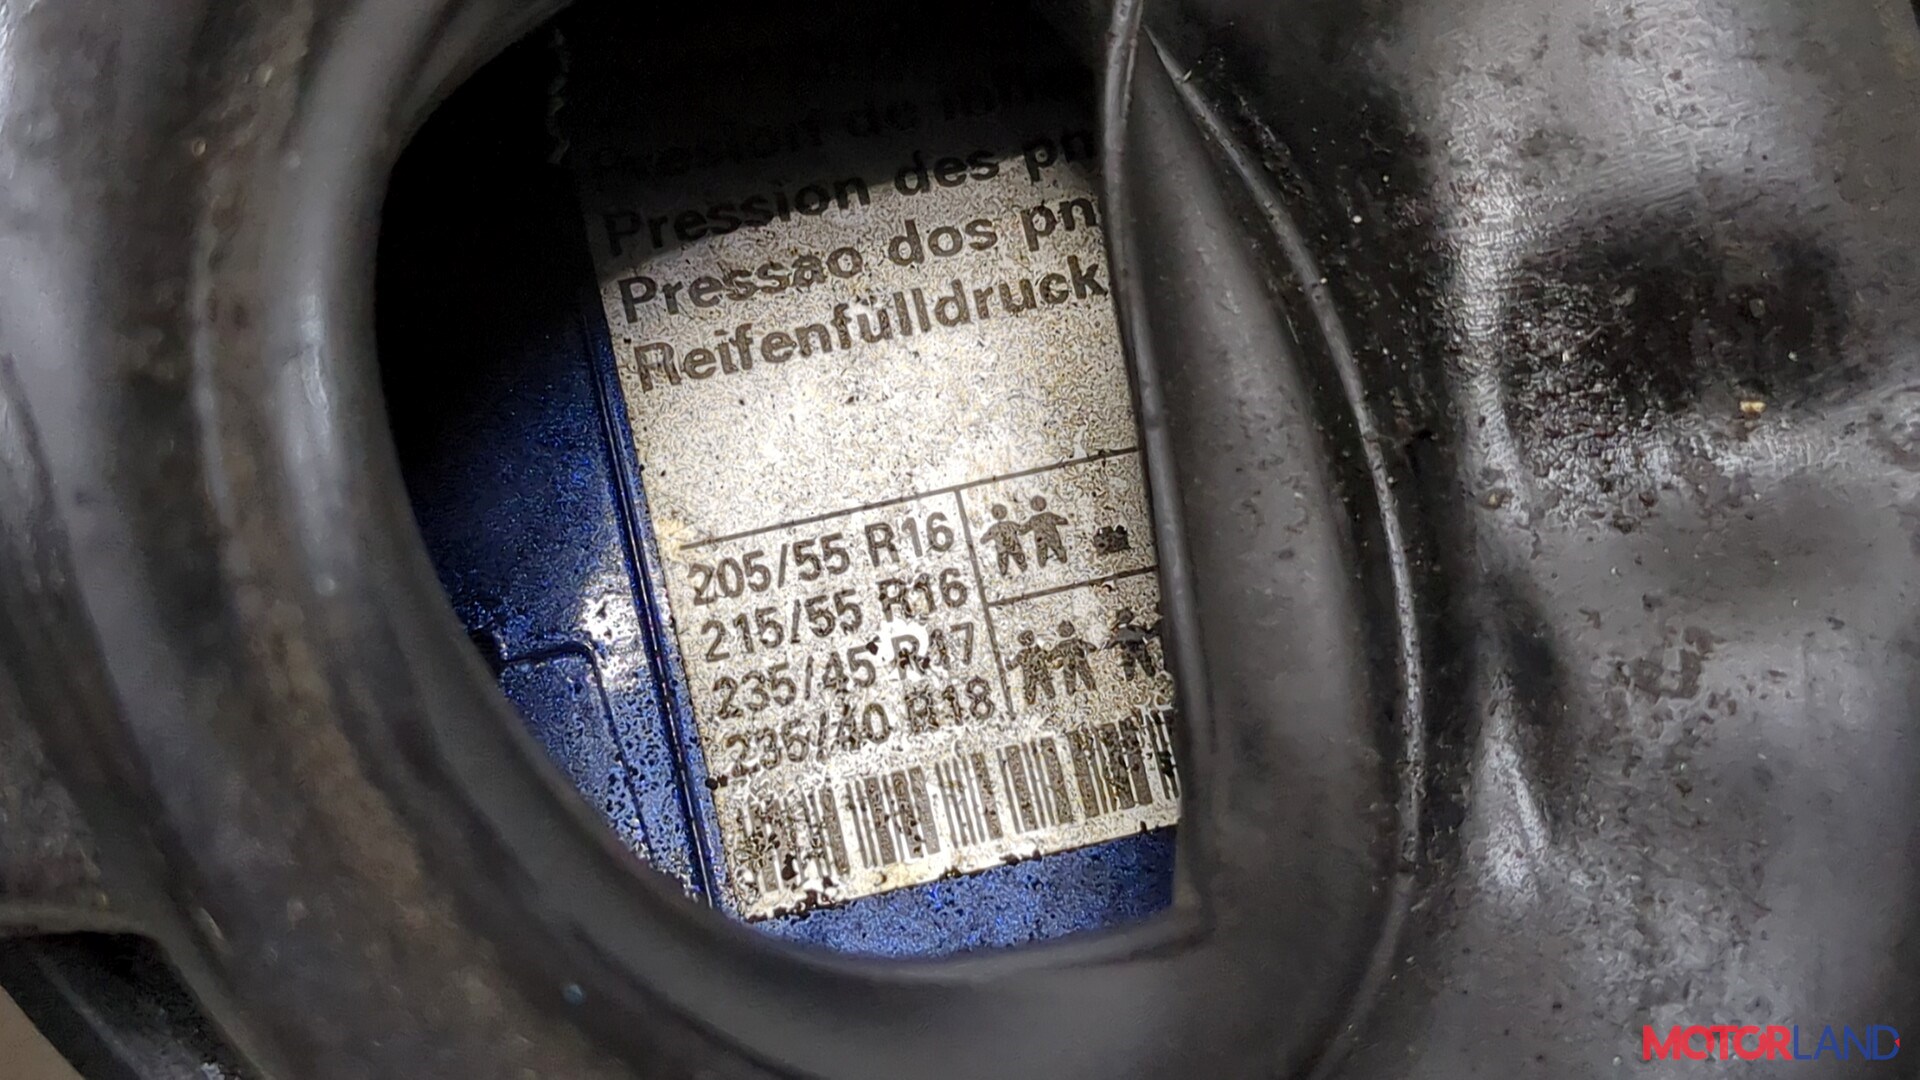 Pression des pn
Pressão dos pn
Reifenfülldruck
205/55 R16
215/55 R16
235/45 R17
235/40 R18
MOTORLAND